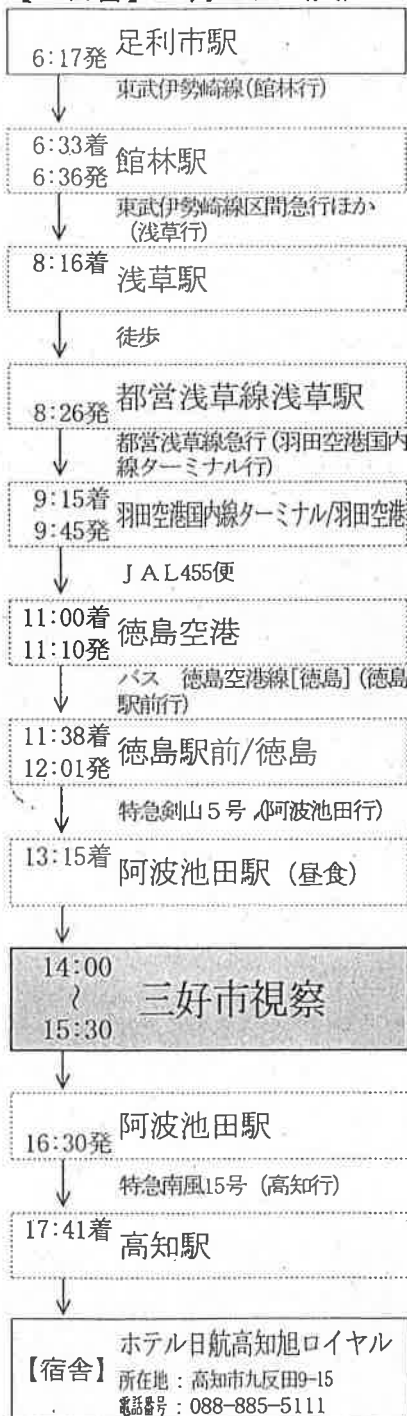 6:17発 足利市駅
東武伊勢崎線(館林行)
6:33着
6:36発 館林駅
東武伊勢崎線区間急行ほか
(浅草行)
8:16着 浅草駅
徒歩
8:26発 都営浅草線浅草駅
都営浅草線急行(羽田空港国内
線ターミナル行)
9:15着
9:45発 羽田空港国内線ターミナル/羽田空港
JAL455便
11:00着
11:10発 徳島空港
バス 徳島空港線[徳島](徳島
駅前行)
11:38着
12:01発 徳島駅前/徳島
特急剣山5号 (阿波池田行)
13:15着 阿波池田駅 (昼食)
14:00
~
15:30
三好市視察
16:30発 阿波池田駅
特急南風15号 (高知行)
17:41着 高知駅
【宿舎】
ホテル日航高知旭ロイヤル
所在地:高知市九反田9-15
電話番号:088-885-5111